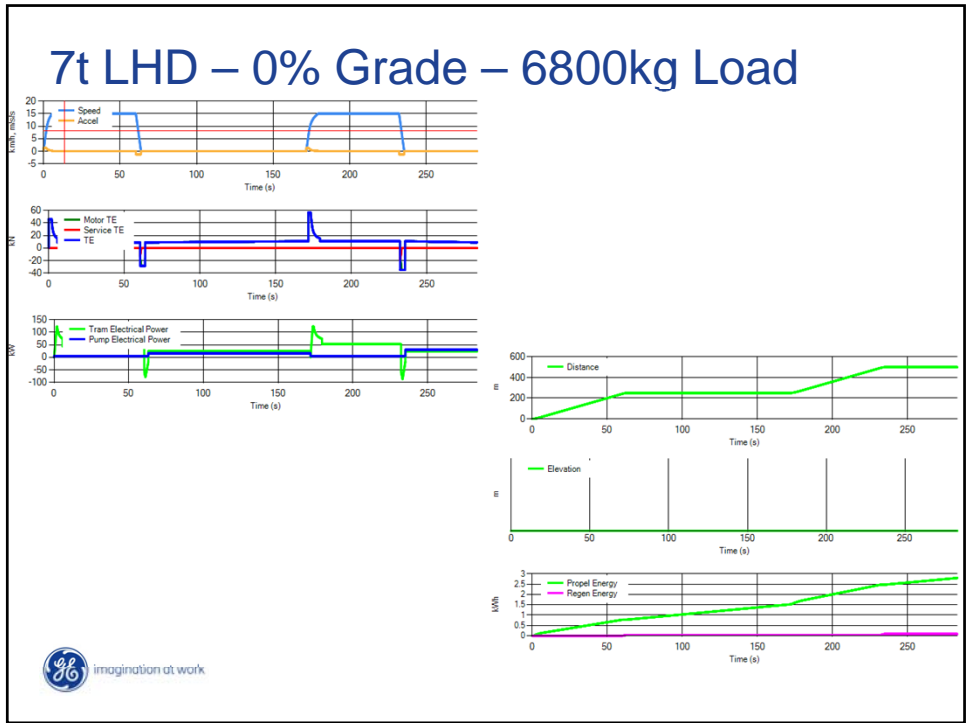 7t LHD – 0% Grade – 6800kg Load
20
15
10
5
0
-5
km/h, m/s/s
Speed
Accel
0 50 100 150 200 250
Time (s)
60
40
20
0
-20
-40
kN
Motor TE
Service TE
TE
0 50 100 150 200 250
Time (s)
150
100
50
0
-50
-100
kW
Tram Electrical Power
Pump Electrical Power
0 50 100 150 200 250
Time (s)
600
400
200
0
m
Distance
0 50 100 150 200 250
Time (s)
m
Elevation
0 50 100 150 200 250
Time (s)
3
2.5
2
1.5
1
0.5
0
kWh
Propel Energy
Regen Energy
0 50 100 150 200 250
Time (s)
GE
imagination at work